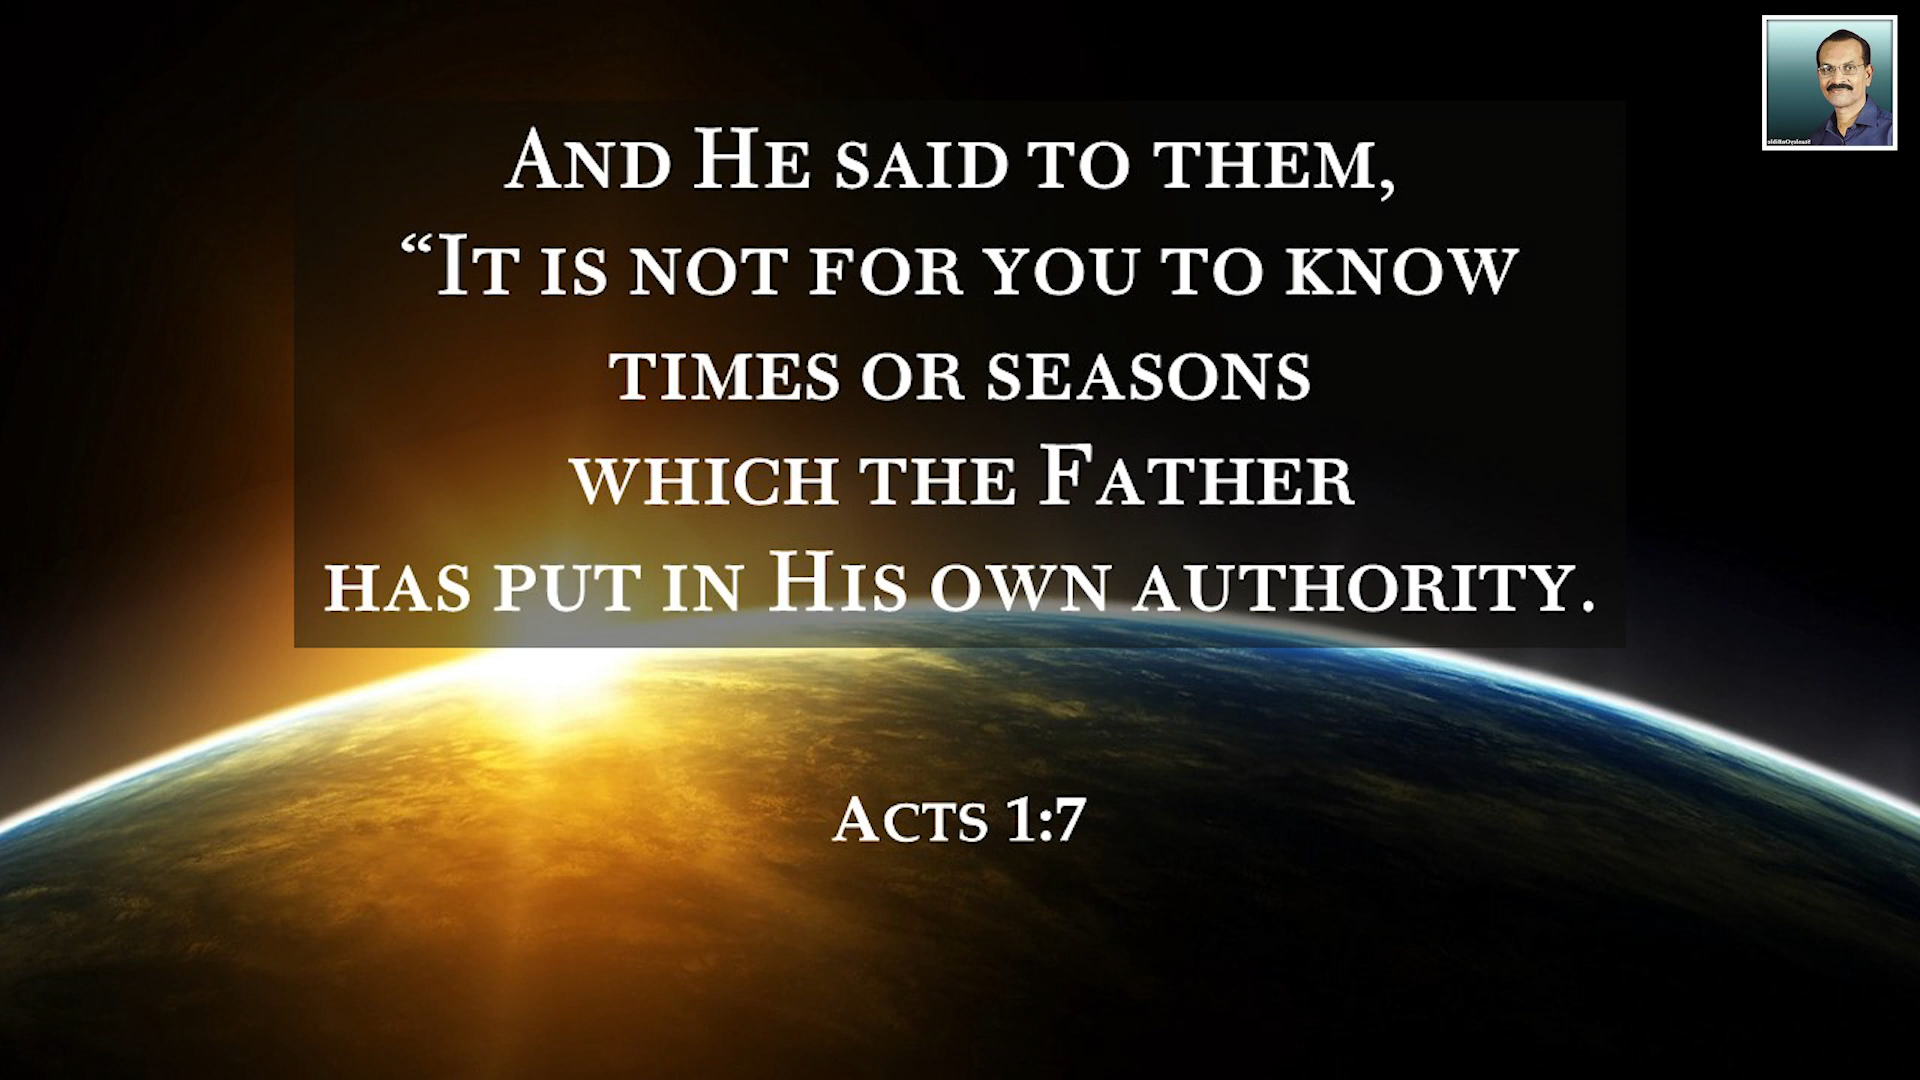 And He said to them,
“It is not for you to know
times or seasons
which the Father
has put in His own authority.
Acts 1:7
StanleyOnBible